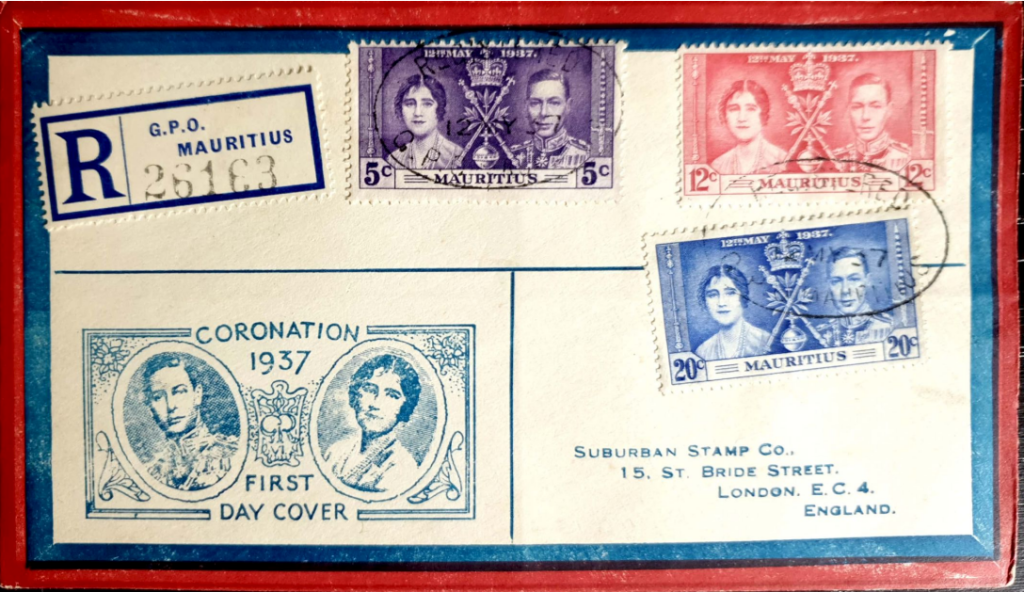 R
G.P.O.
MAURITIUS
26163
12TH MAY 1937.
5c MAURITIUS 5c
12TH MAY 1937.
12c MAURITIUS 12c
12TH MAY 1937.
20c MAURITIUS 20c
CORONATION
1937
FIRST
DAY COVER
SUBURBAN STAMP CO.,
15, ST. BRIDE STREET.
LONDON. E.C.4.
ENGLAND.